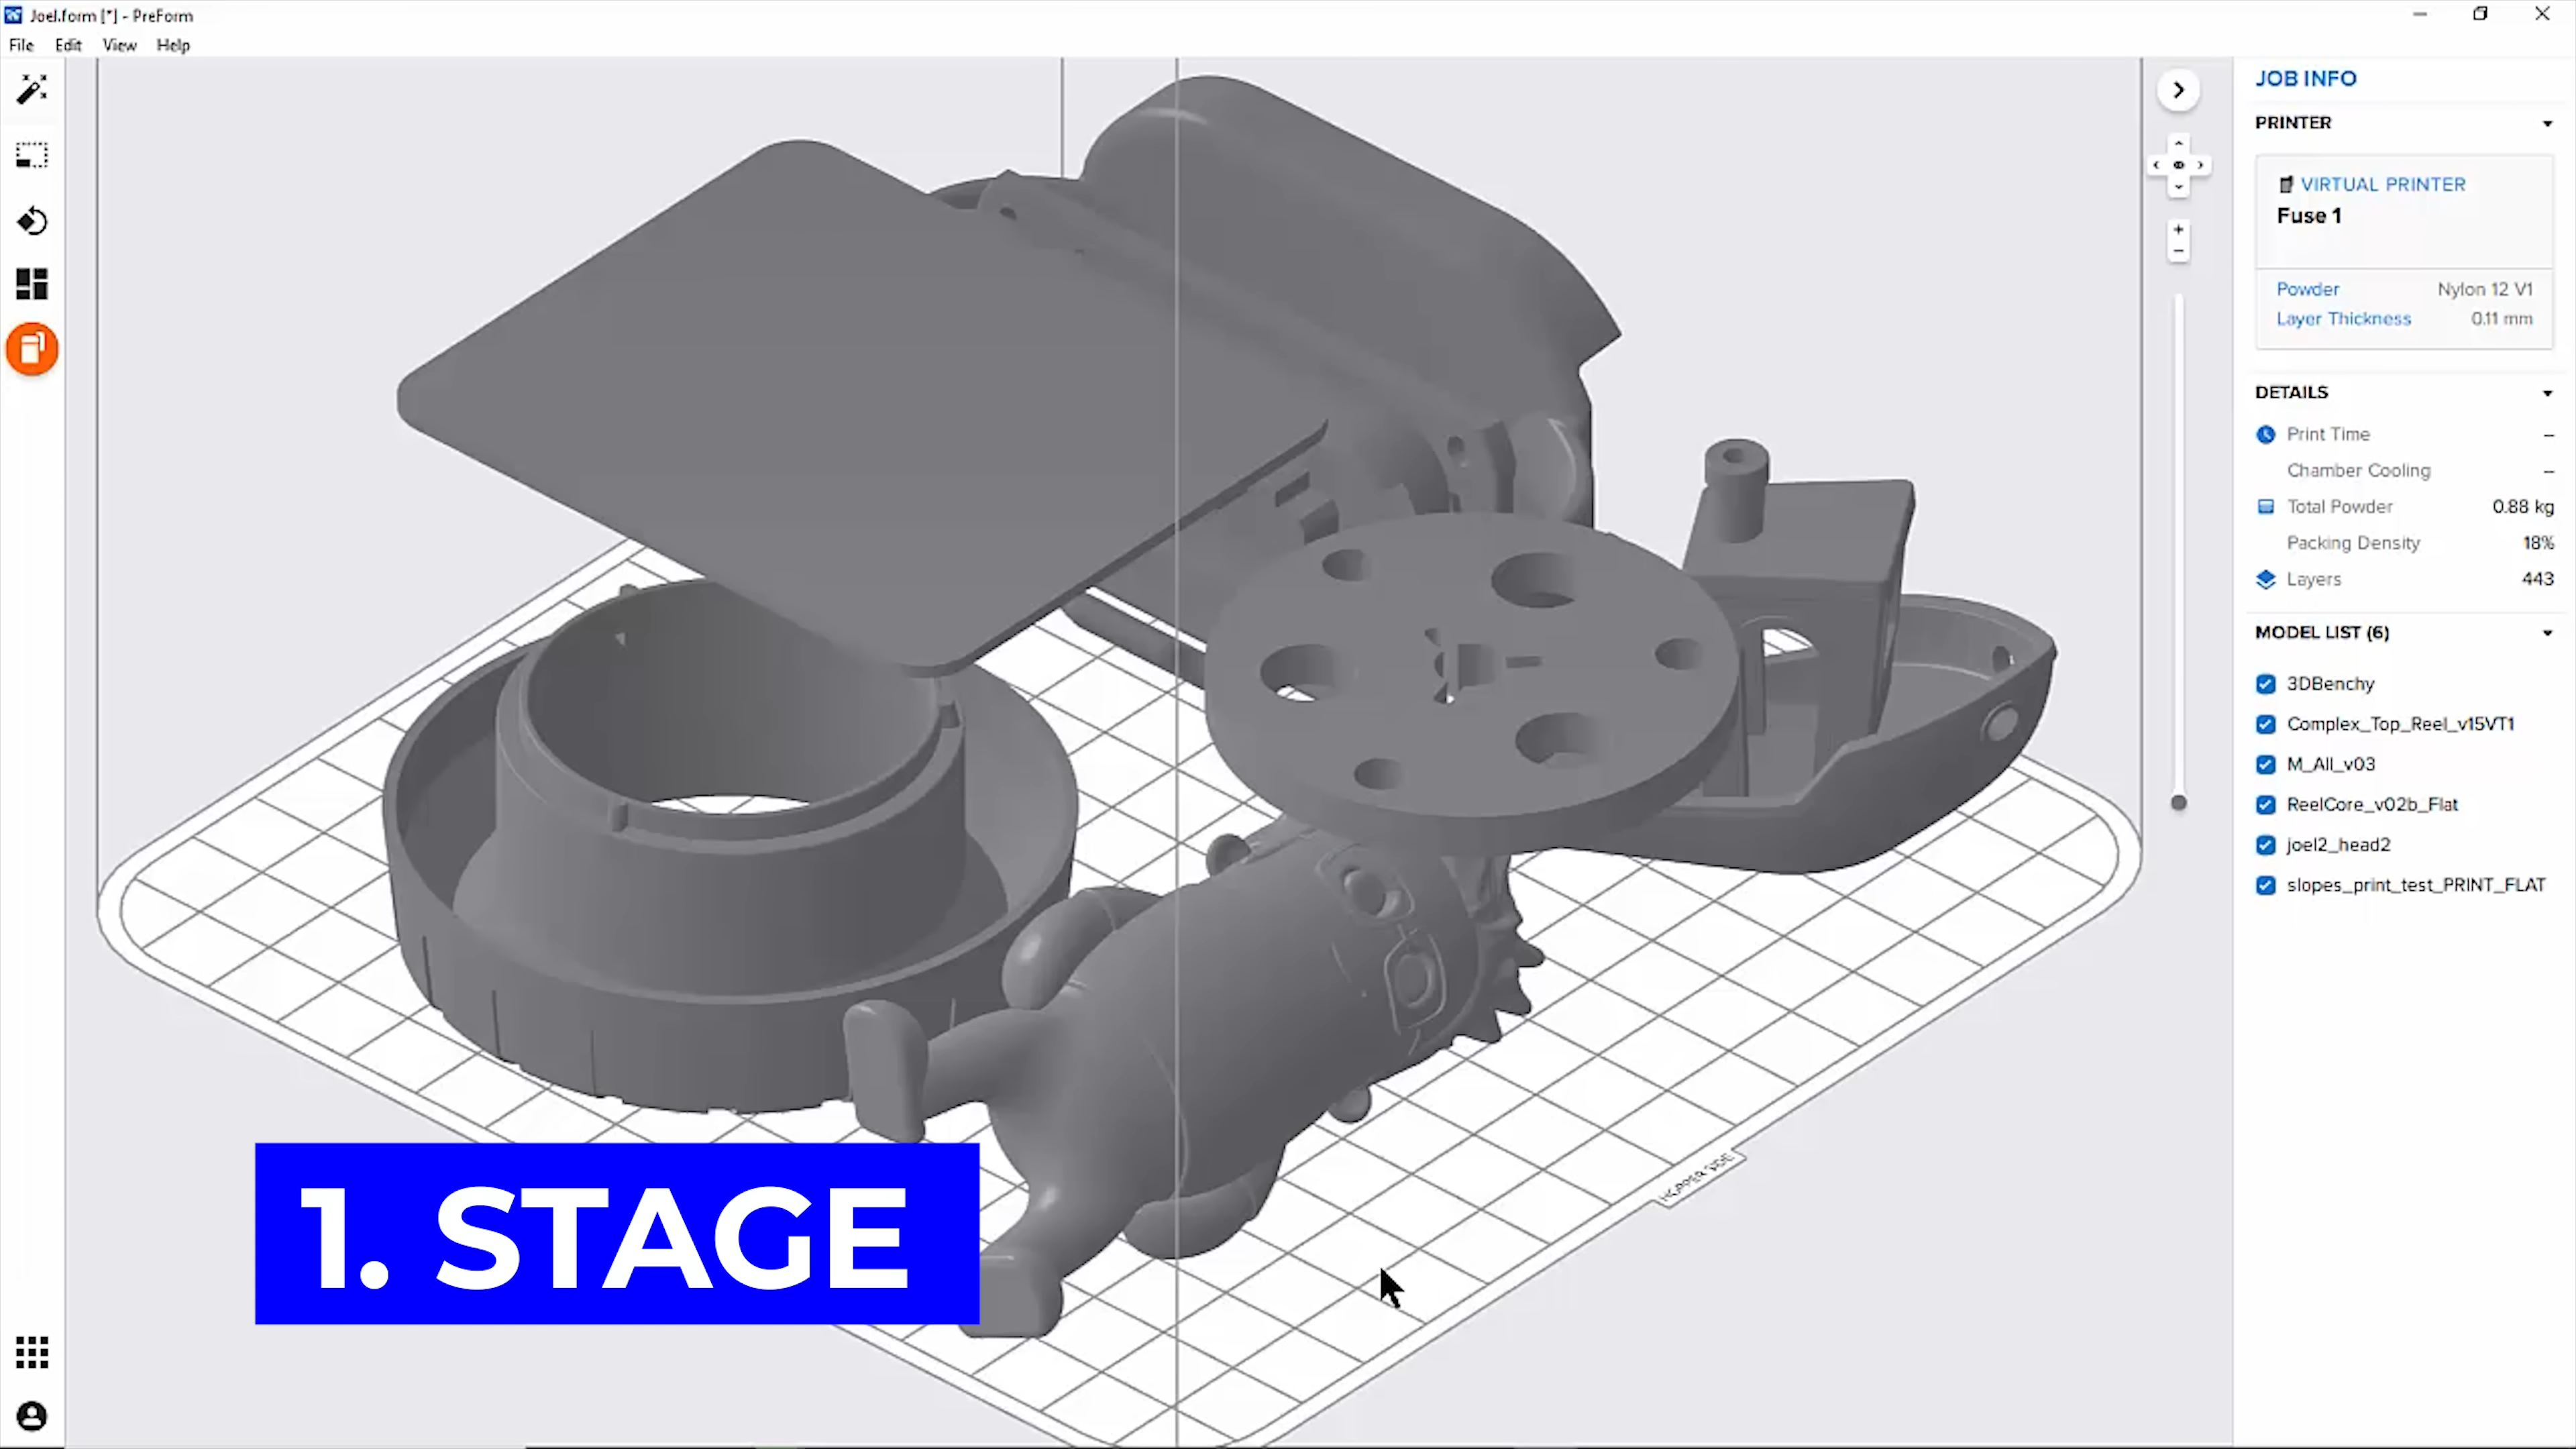 Joel.form [*] - PreForm
File Edit View Help
JOB INFO
PRINTER
VIRTUAL PRINTER
Fuse 1
Powder Nylon 12 V1
Layer Thickness 0.11 mm
DETAILS
Print Time --
Chamber Cooling --
Total Powder 0.88 kg
Packing Density 18%
Layers 443
MODEL LIST (6)
3DBenchy
Complex_Top_Reel_v15VT1
M_All_v03
ReelCore_v02b_Flat
joel2_head2
slopes_print_test_PRINT_FLAT
HOPPER SIDE
1. STAGE